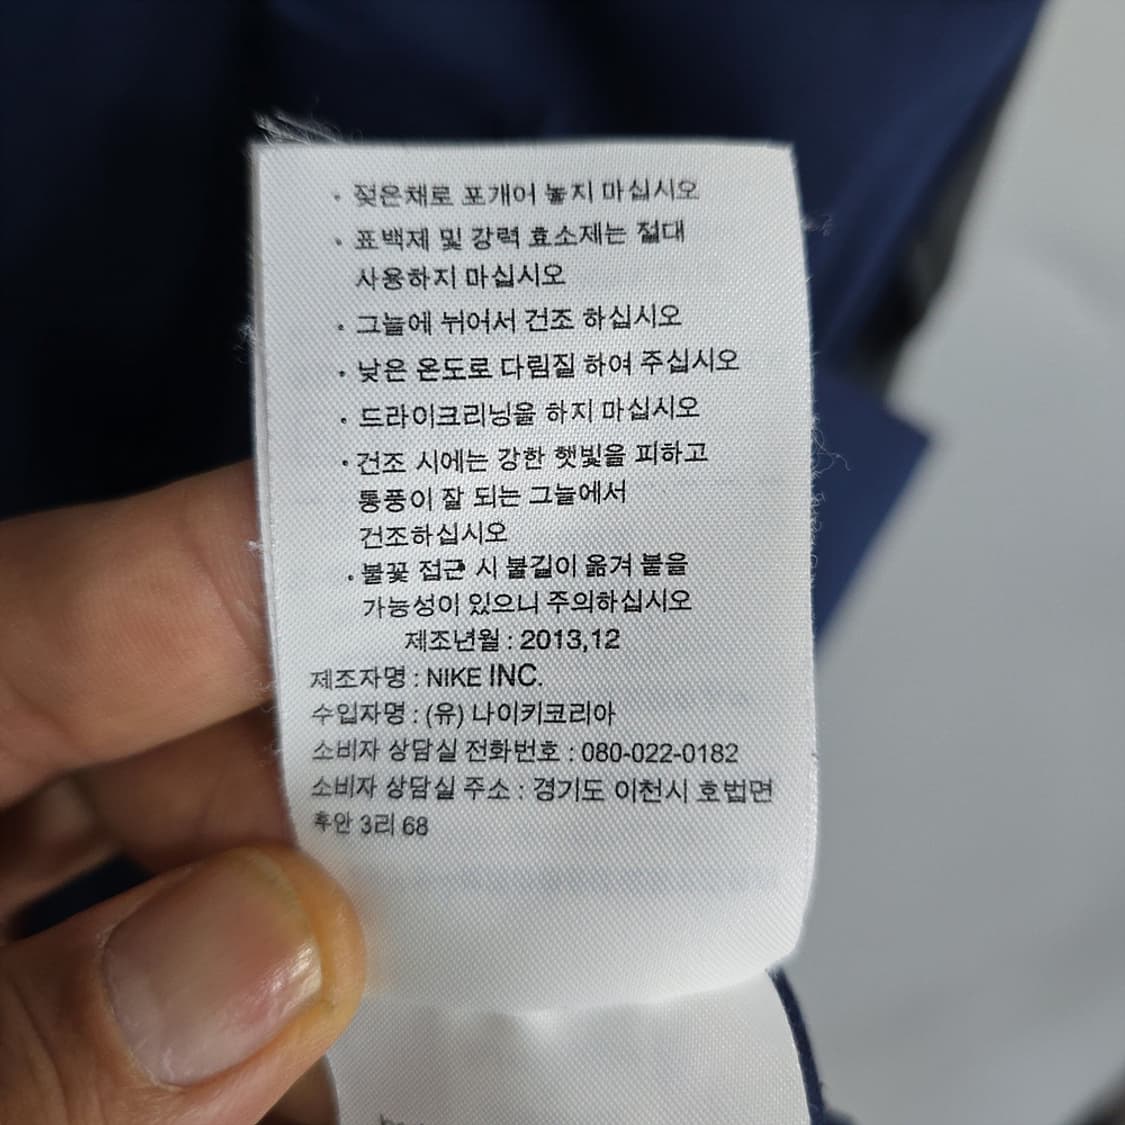 · 젖은채로 포개어 놓지 마십시오
· 표백제 및 강력 효소제는 절대
사용하지 마십시오
· 그늘에 뉘어서 건조 하십시오
· 낮은 온도로 다림질 하여 주십시오
· 드라이크리닝을 하지 마십시오
· 건조 시에는 강한 햇빛을 피하고
통풍이 잘 되는 그늘에서
건조하십시오
· 불꽃 접근 시 불길이 옮겨 붙을
가능성이 있으니 주의하십시오
제조년월 : 2013,12
제조자명 : NIKE INC.
수입자명 : (유) 나이키코리아
소비자 상담실 전화번호 : 080-022-0182
소비자 상담실 주소 : 경기도 이천시 호법면
후안 3리 68